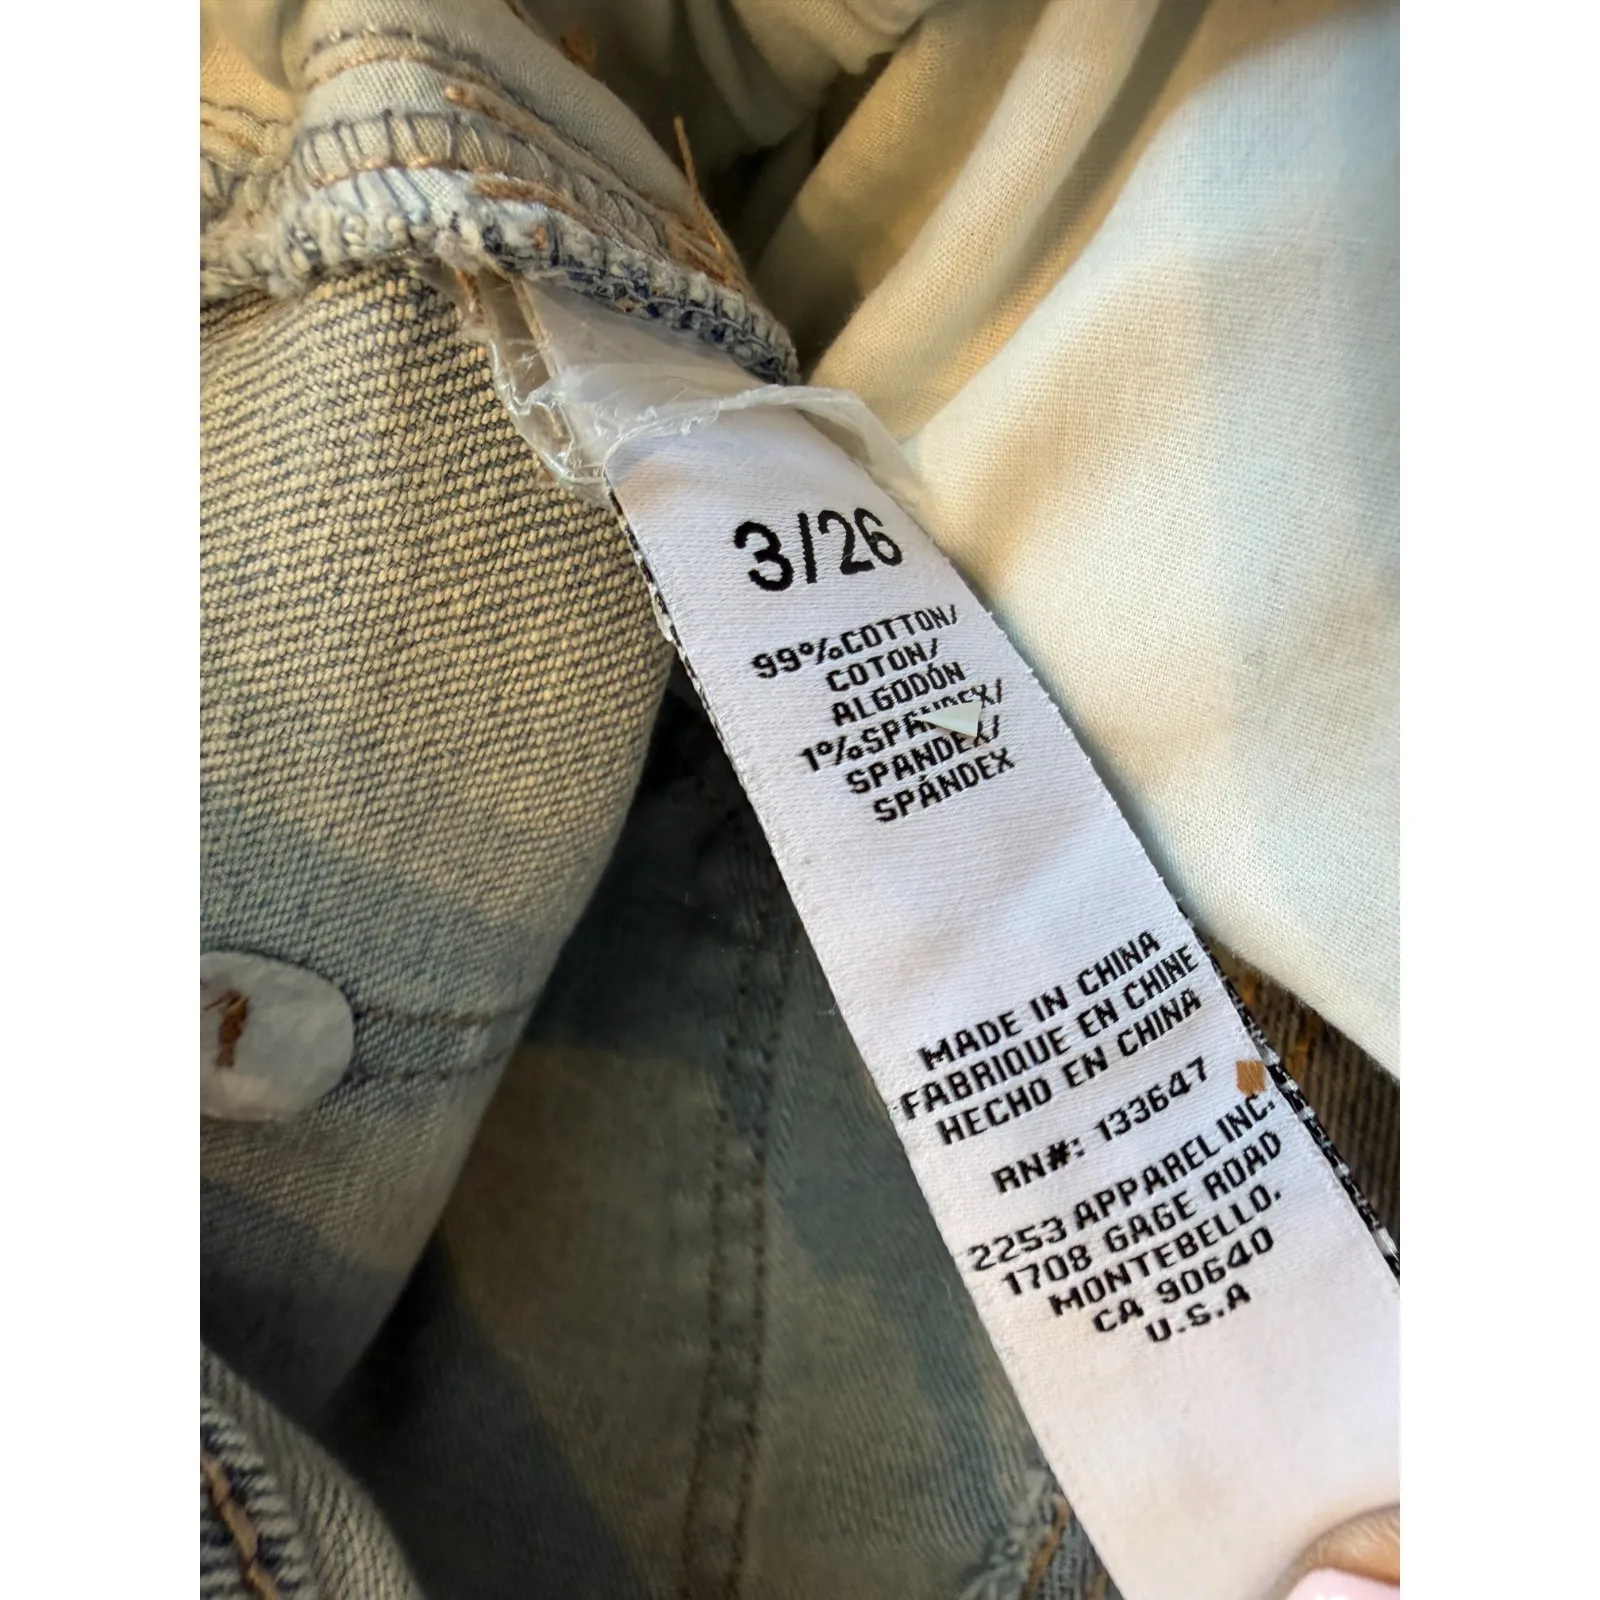 3/26
99%COTTON/
COTON/
ALGODÓN
1%SPANDEX/
SPANDEX/
SPÁNDEX
MADE IN CHINA
FABRIQUE EN CHINE
HECHO EN CHINA
RN#: 133647
2253 APPAREL INC.
1708 GAGE ROAD
MONTEBELLO.
CA 90640
U.S.A